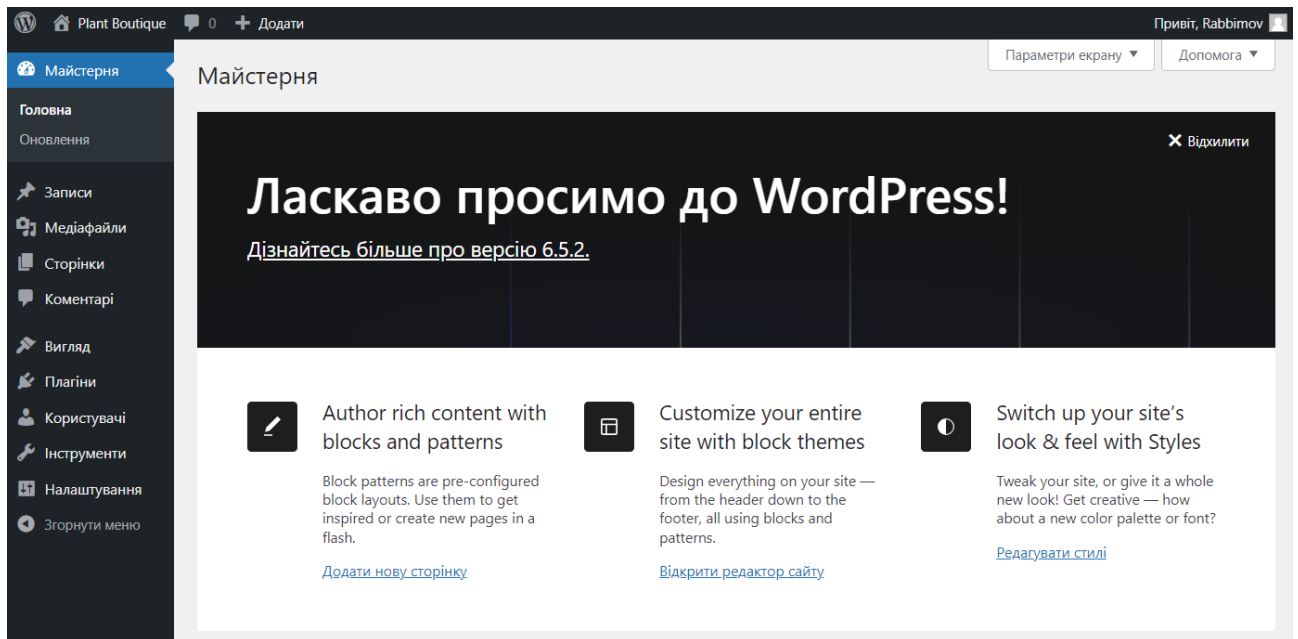 Plant Boutique 0 Додати Привіт, Rabbimov
Параметри екрану Допомога
Майстерня
Головна
Оновлення
Записи
Медіафайли
Сторінки
Коментарі
Вигляд
Плагіни
Користувачі
Інструменти
Налаштування
Згорнути меню
Майстерня
Відхилити
Ласкаво просимо до WordPress!
Дізнайтесь більше про версію 6.5.2.
Author rich content with
blocks and patterns
Block patterns are pre-configured
block layouts. Use them to get
inspired or create new pages in a
flash.
Додати нову сторінку
Customize your entire
site with block themes
Design everything on your site —
from the header down to the
footer, all using blocks and
patterns.
Відкрити редактор сайту
Switch up your site’s
look & feel with Styles
Tweak your site, or give it a whole
new look! Get creative — how
about a new color palette or font?
Редагувати стилі